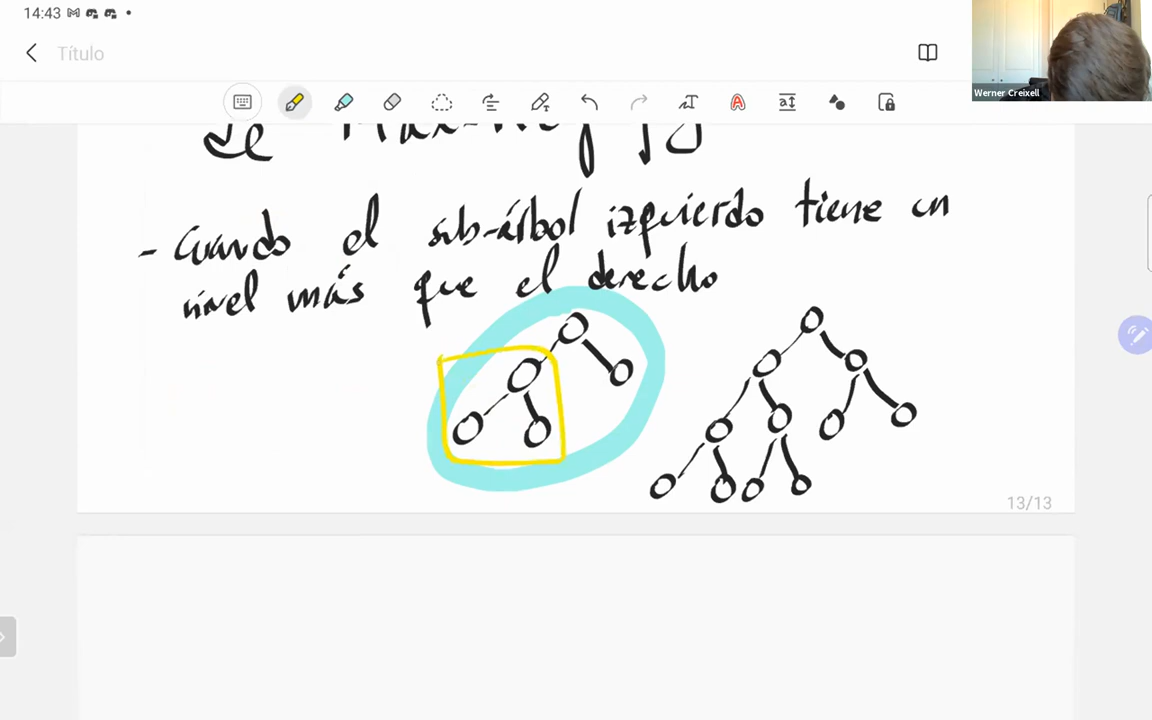 14:43
Título
Werner Creixell
de Max-Heapify
- Cuando el sub-árbol izquierdo tiene un
nivel más que el derecho
13/13